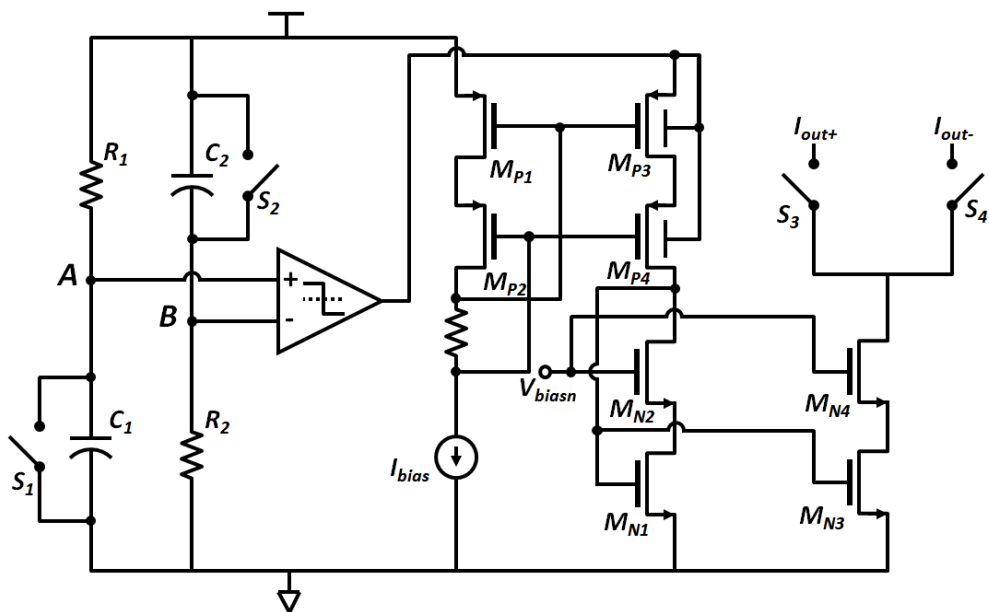 R1
C2
S2
MP1
MP3
Iout+
Iout-
S3
S4
A
B
+
-
MP2
MP4
Vbiasn
MN2
MN4
S1
C1
R2
Ibias
MN1
MN3